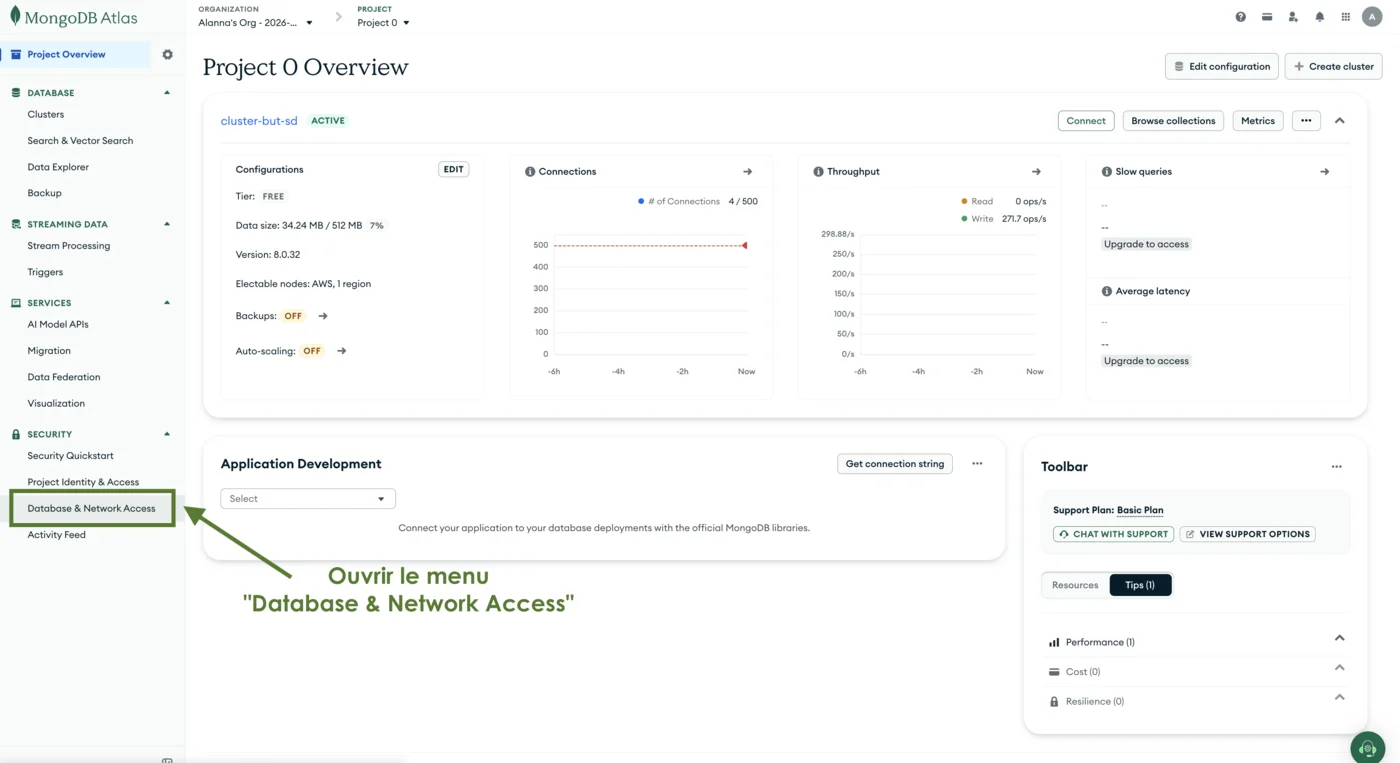 MongoDB Atlas
ORGANIZATION
Alanna's Org - 2026-...
PROJECT
Project 0
A
Project Overview
DATABASE
Clusters
Search & Vector Search
Data Explorer
Backup
STREAMING DATA
Stream Processing
Triggers
SERVICES
AI Model APIs
Migration
Data Federation
Visualization
SECURITY
Security Quickstart
Project Identity & Access
Database & Network Access
Activity Feed
Project 0 Overview
Edit configuration
Create cluster
cluster-but-sd ACTIVE
Connect
Browse collections
Metrics
Configurations
EDIT
Tier: FREE
Data size: 34.24 MB / 512 MB 7%
Version: 8.0.32
Electable nodes: AWS, 1 region
Backups: OFF
Auto-scaling: OFF
Connections
# of Connections 4 / 500
500
400
300
200
100
0
-6h -4h -2h Now
Throughput
Read 0 ops/s
Write 271.7 ops/s
298.88/s
250/s
200/s
150/s
100/s
50/s
0/s
-6h -4h -2h Now
Slow queries
--
--
Upgrade to access
Average latency
--
--
Upgrade to access
Application Development
Get connection string
Select
Connect your application to your database deployments with the official MongoDB libraries.
Ouvrir le menu
"Database & Network Access"
Toolbar
Support Plan: Basic Plan
CHAT WITH SUPPORT
VIEW SUPPORT OPTIONS
Resources
Tips (1)
Performance (1)
Cost (0)
Resilience (0)